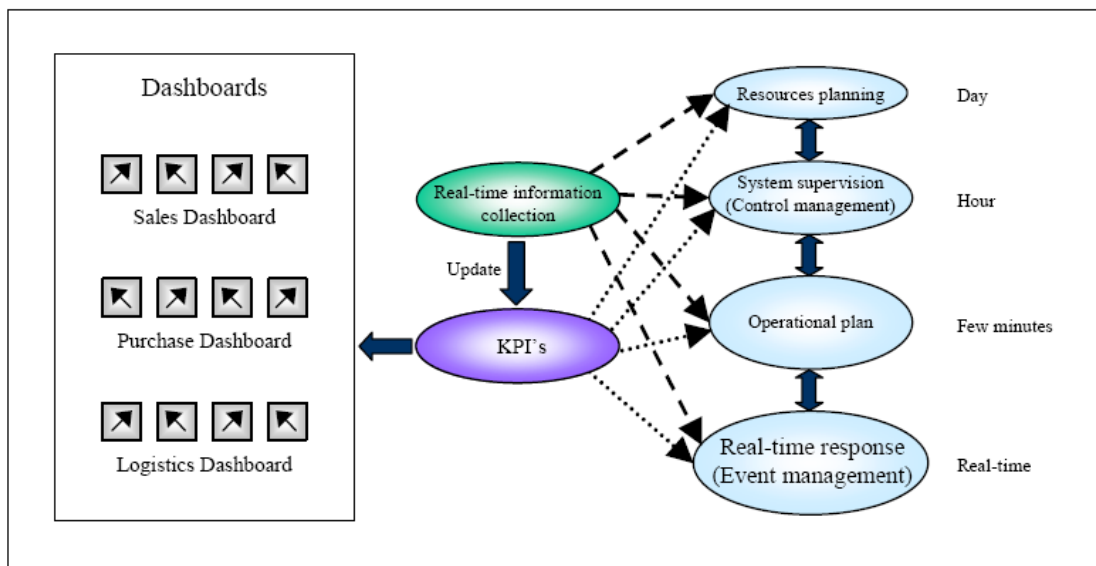 Dashboards
Sales Dashboard
Purchase Dashboard
Logistics Dashboard
Real-time information
collection
Update
KPI’s
Resources planning
Day
System supervision
(Control management)
Hour
Operational plan
Few minutes
Real-time response
(Event management)
Real-time